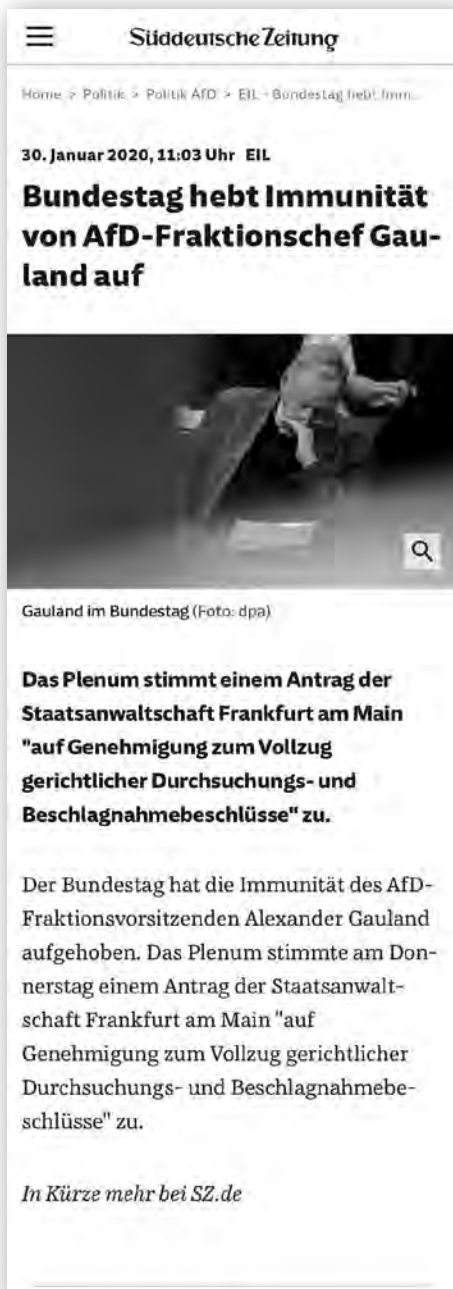 Süddeutsche Zeitung
Home > Politik > Politik AfD > EIL - Bundestag hebt Imm...
30. Januar 2020, 11:03 Uhr EIL
Bundestag hebt Immunität
von AfD-Fraktionschef Gau-
land auf
Gauland im Bundestag (Foto: dpa)
Das Plenum stimmt einem Antrag der
Staatsanwaltschaft Frankfurt am Main
"auf Genehmigung zum Vollzug
gerichtlicher Durchsuchungs- und
Beschlagnahmebeschlüsse" zu.
Der Bundestag hat die Immunität des AfD-
Fraktionsvorsitzenden Alexander Gauland
aufgehoben. Das Plenum stimmte am Don-
nerstag einem Antrag der Staatsanwalt-
schaft Frankfurt am Main "auf
Genehmigung zum Vollzug gerichtlicher
Durchsuchungs- und Beschlagnahmebe-
schlüsse" zu.
In Kürze mehr bei SZ.de